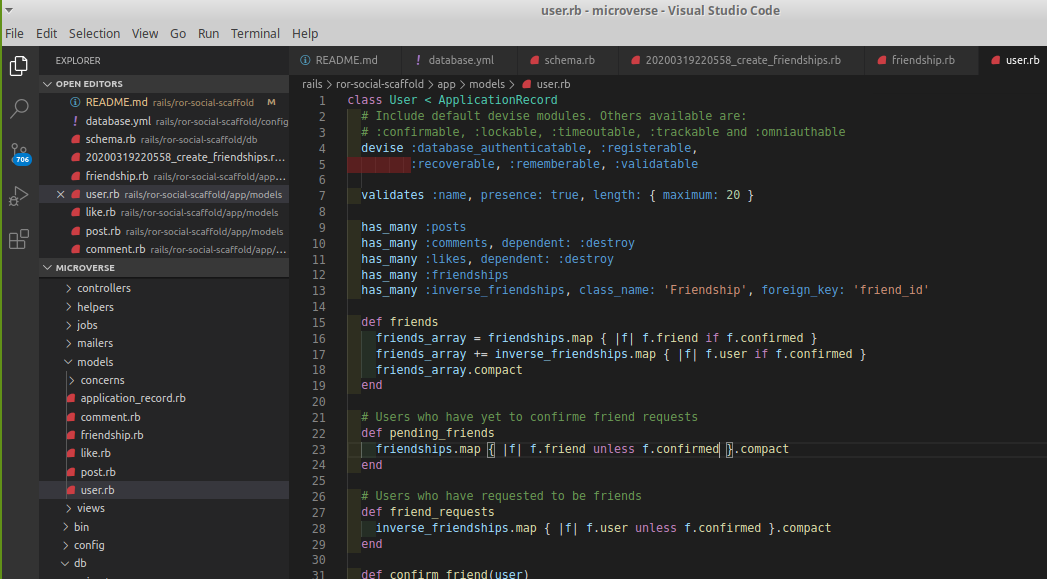 user.rb - microverse - Visual Studio Code
File Edit Selection View Go Run Terminal Help
EXPLORER
OPEN EDITORS
README.md rails/ror-social-scaffold M
database.yml rails/ror-social-scaffold/config
schema.rb rails/ror-social-scaffold/db
20200319220558_create_friendships.r...
friendship.rb rails/ror-social-scaffold/app...
user.rb rails/ror-social-scaffold/app/models
like.rb rails/ror-social-scaffold/app/models
post.rb rails/ror-social-scaffold/app/models
comment.rb rails/ror-social-scaffold/app/...
706
MICROVERSE
controllers
helpers
jobs
mailers
models
concerns
application_record.rb
comment.rb
friendship.rb
like.rb
post.rb
user.rb
views
bin
config
db
README.md database.yml schema.rb 20200319220558_create_friendships.rb friendship.rb user.rb
rails > ror-social-scaffold > app > models > user.rb
1 class User < ApplicationRecord
2 # Include default devise modules. Others available are:
3 # :confirmable, :lockable, :timeoutable, :trackable and :omniauthable
4 devise :database_authenticatable, :registerable,
5 :recoverable, :rememberable, :validatable
6
7 validates :name, presence: true, length: { maximum: 20 }
8
9 has_many :posts
10 has_many :comments, dependent: :destroy
11 has_many :likes, dependent: :destroy
12 has_many :friendships
13 has_many :inverse_friendships, class_name: 'Friendship', foreign_key: 'friend_id'
14
15 def friends
16 friends_array = friendships.map { |f| f.friend if f.confirmed }
17 friends_array += inverse_friendships.map { |f| f.user if f.confirmed }
18 friends_array.compact
19 end
20
21 # Users who have yet to confirme friend requests
22 def pending_friends
23 friendships.map { |f| f.friend unless f.confirmed }.compact
24 end
25
26 # Users who have requested to be friends
27 def friend_requests
28 inverse_friendships.map { |f| f.user unless f.confirmed }.compact
29 end
30
31 def confirm_friend(user)